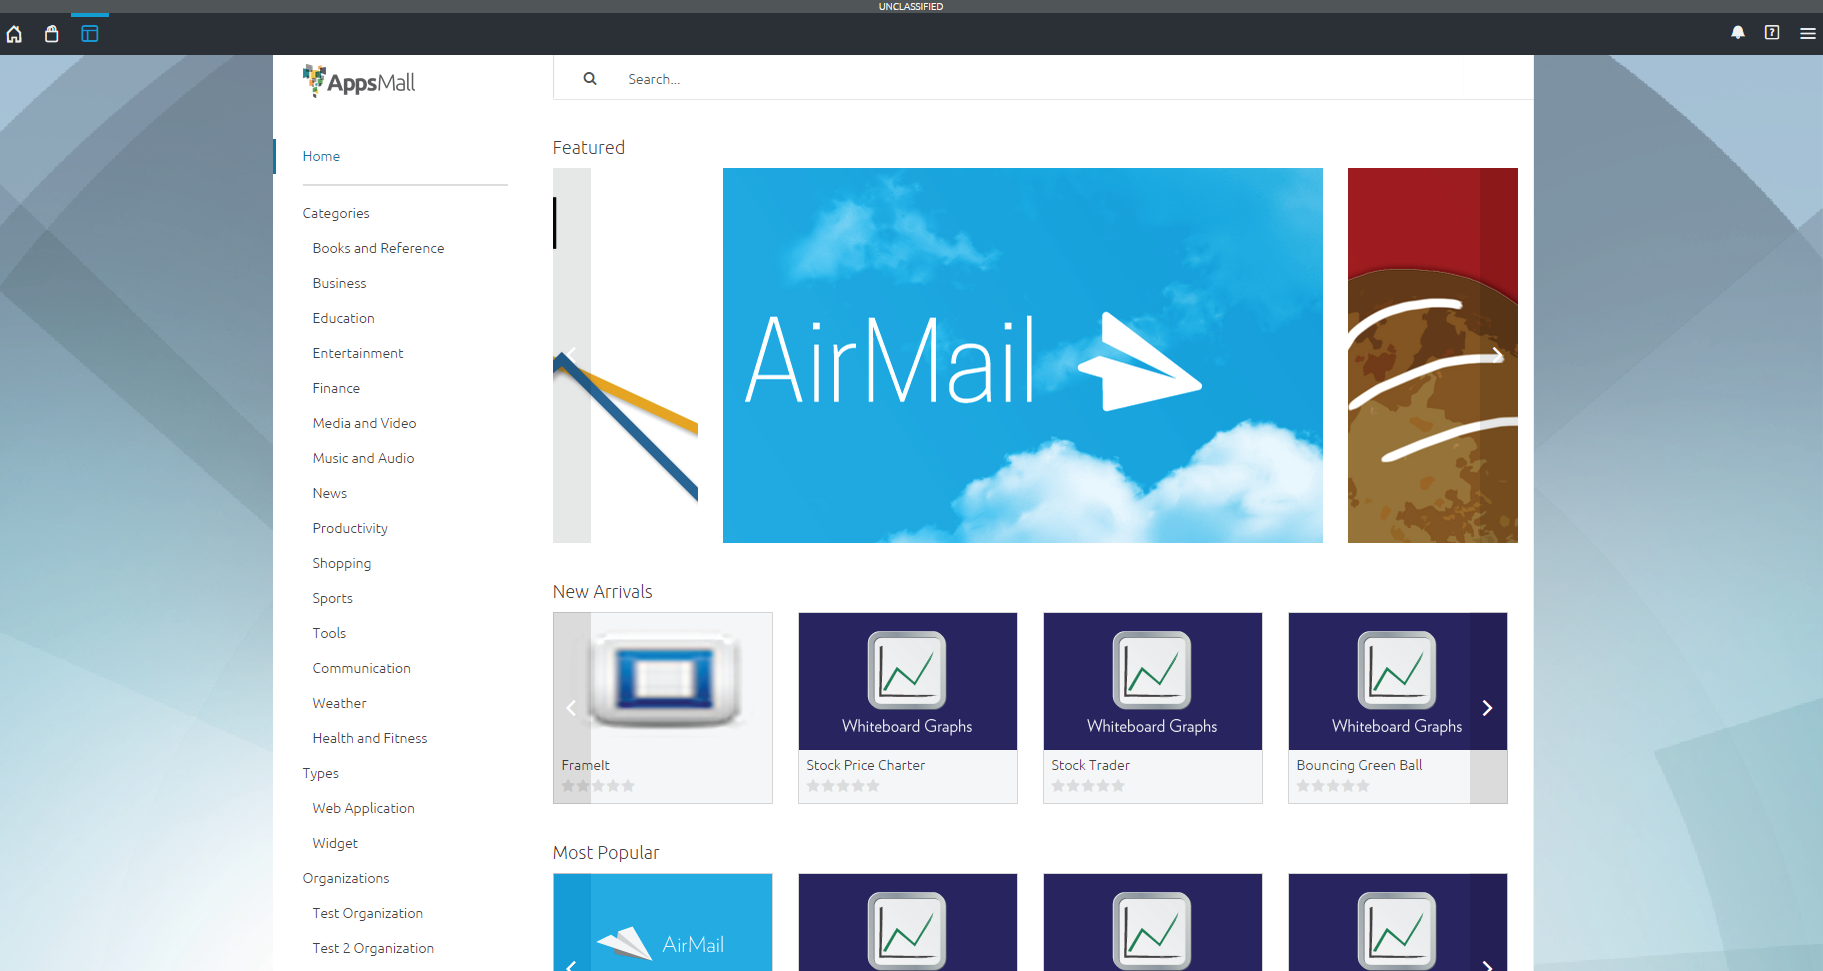 UNCLASSIFIED
AppsMall
Search...
Home
Categories
Books and Reference
Business
Education
Entertainment
Finance
Media and Video
Music and Audio
News
Productivity
Shopping
Sports
Tools
Communication
Weather
Health and Fitness
Types
Web Application
Widget
Organizations
Test Organization
Test 2 Organization
Featured
AirMail
New Arrivals
FrameIt
Whiteboard Graphs
Stock Price Charter
Whiteboard Graphs
Stock Trader
Whiteboard Graphs
Bouncing Green Ball
Most Popular
AirMail